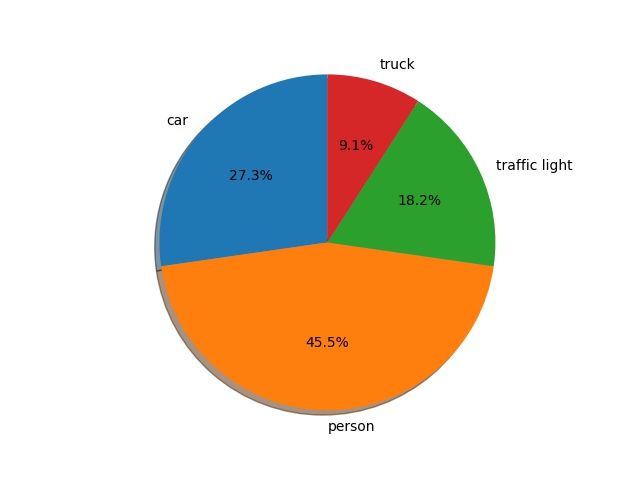 truck
car
9.1%
traffic light
27.3%
18.2%
45.5%
person